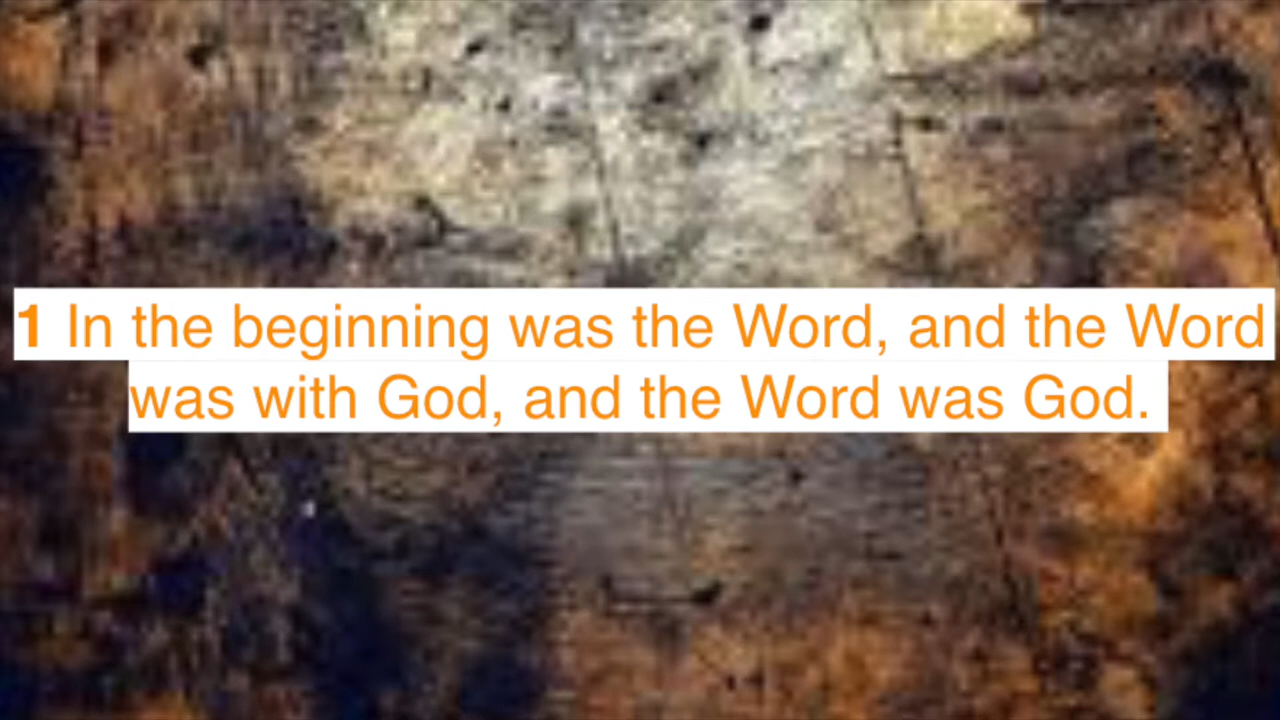 1 In the beginning was the Word, and the Word
was with God, and the Word was God.